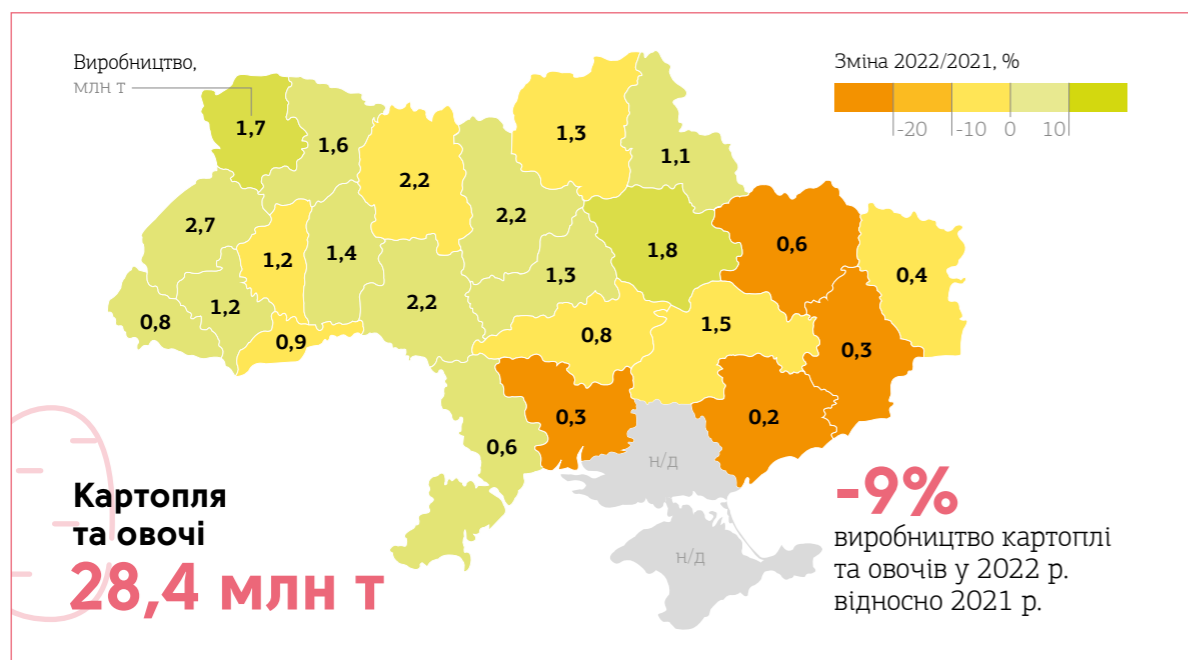 Виробництво,
млн т
Зміна 2022/2021, %
-20 -10 0 10
1,7
1,6
1,3
1,1
2,2
2,7
2,2
1,2
1,4
1,8
0,6
0,4
1,2
2,2
1,3
0,8
0,9
0,8
1,5
0,3
0,6
0,3
0,2
н/д
н/д
Картопля
та овочі
28,4 млн т
-9%
виробництво картоплі
та овочів у 2022 р.
відносно 2021 р.